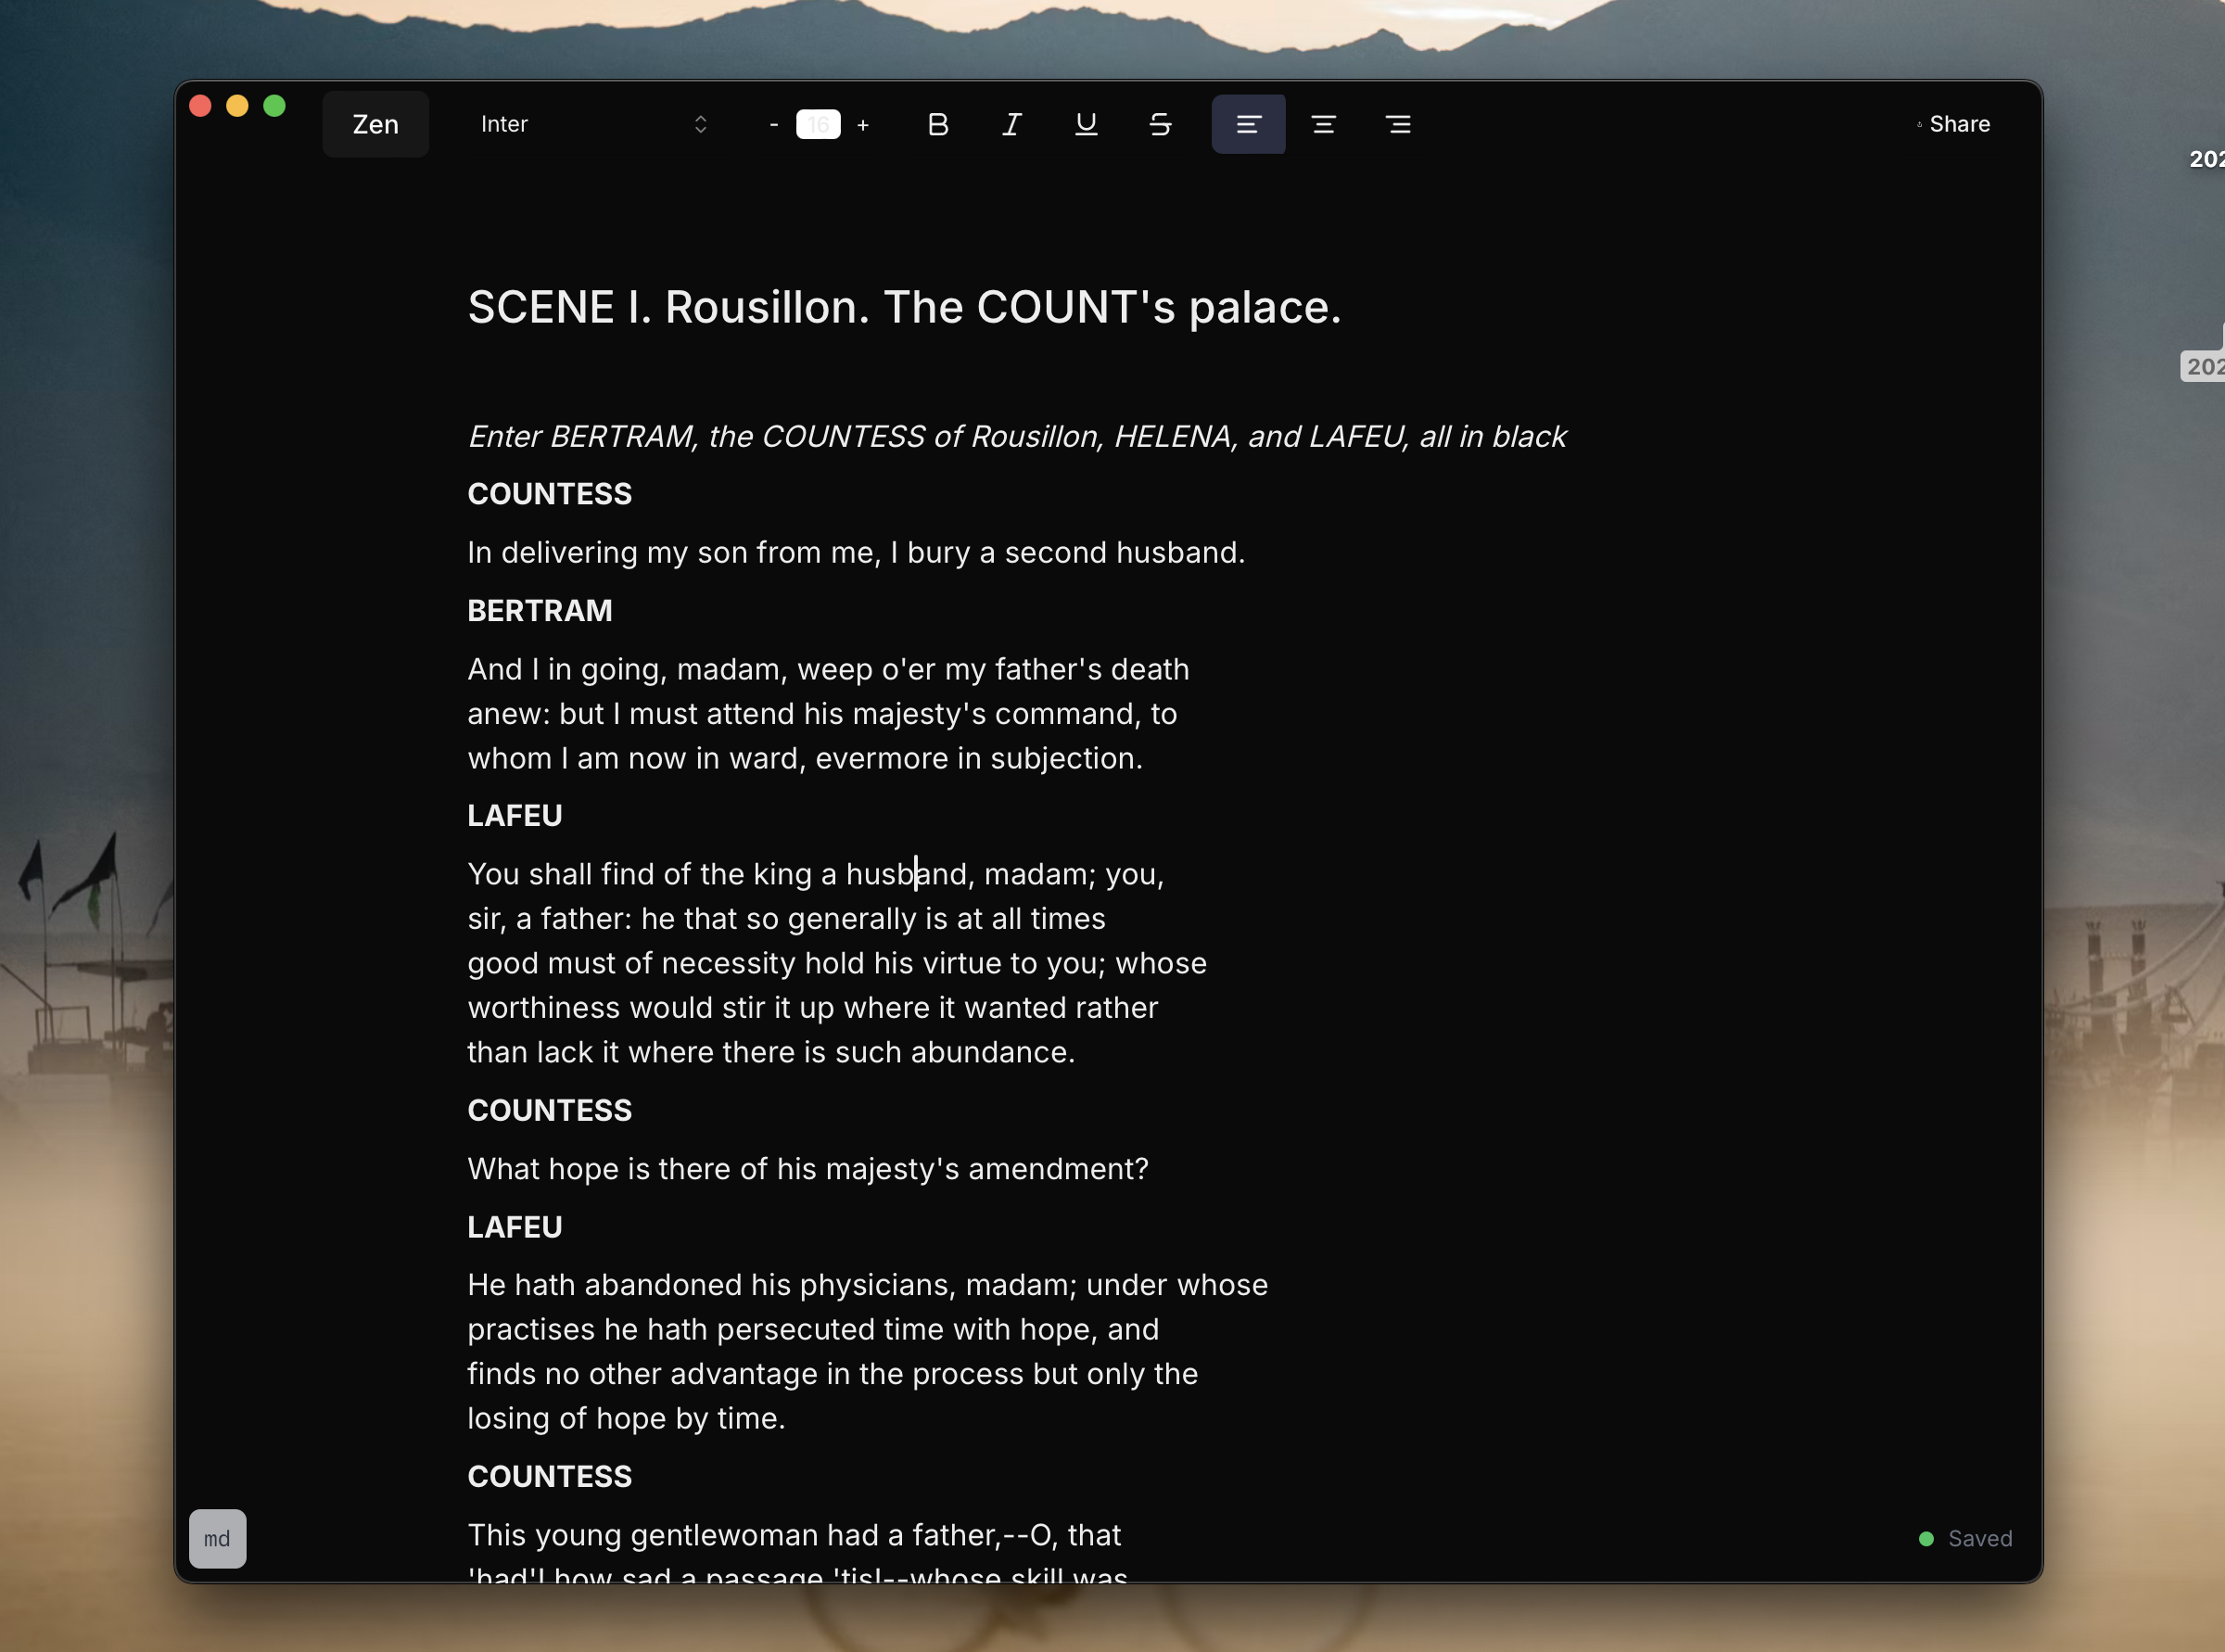 Zen
Inter
- 16 +
B I U S
Share
SCENE I. Rousillon. The COUNT's palace.
Enter BERTRAM, the COUNTESS of Rousillon, HELENA, and LAFEU, all in black
COUNTESS
In delivering my son from me, I bury a second husband.
BERTRAM
And I in going, madam, weep o'er my father's death
anew: but I must attend his majesty's command, to
whom I am now in ward, evermore in subjection.
LAFEU
You shall find of the king a husband, madam; you,
sir, a father: he that so generally is at all times
good must of necessity hold his virtue to you; whose
worthiness would stir it up where it wanted rather
than lack it where there is such abundance.
COUNTESS
What hope is there of his majesty's amendment?
LAFEU
He hath abandoned his physicians, madam; under whose
practises he hath persecuted time with hope, and
finds no other advantage in the process but only the
losing of hope by time.
COUNTESS
This young gentlewoman had a father,--O, that
'had'! how sad a passage 'tis!--whose skill was
md
Saved
202
202